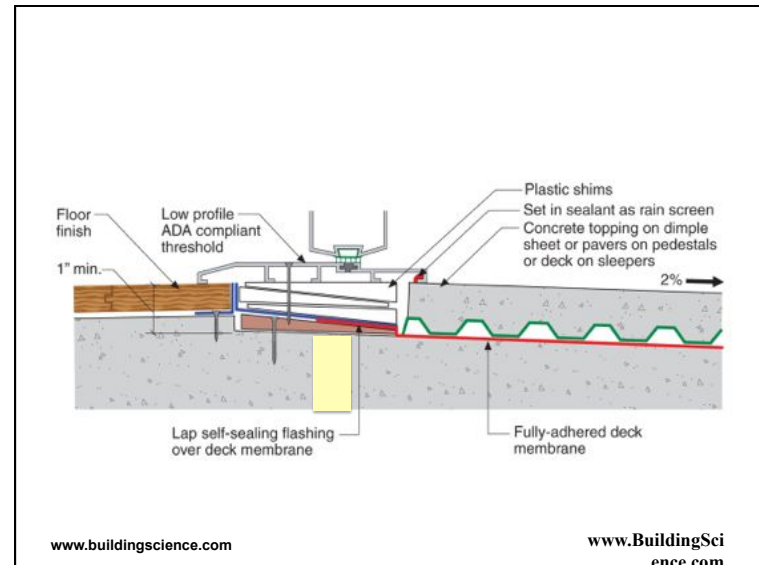 Floor
finish
1" min.
Low profile
ADA compliant
threshold
Plastic shims
Set in sealant as rain screen
Concrete topping on dimple
sheet or pavers on pedestals
or deck on sleepers
2%
Lap self-sealing flashing
over deck membrane
Fully-adhered deck
membrane
www.buildingscience.com
www.BuildingSci
ence.com